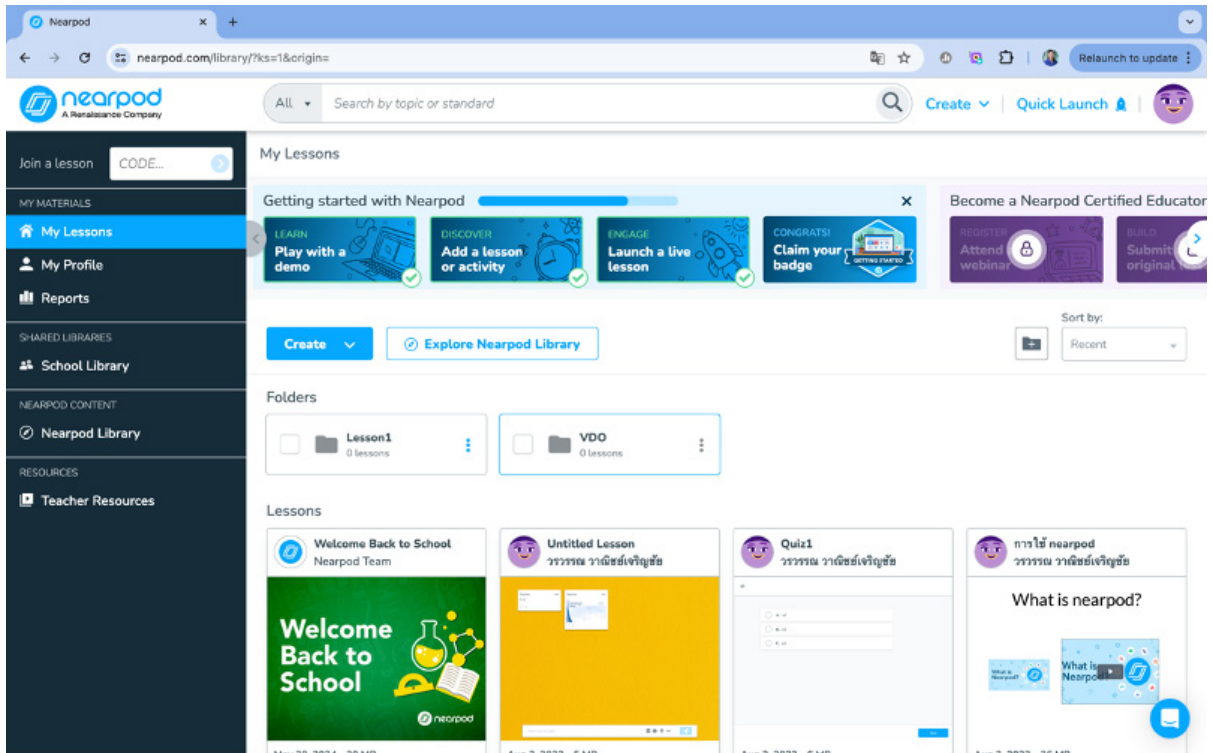 Nearpod
nearpod.com/library/?ks=1&origin=
Relaunch to update
nearpod
A Renaissance Company
All
Search by topic or standard
Create
Quick Launch
Join a lesson
CODE...
MY MATERIALS
My Lessons
My Profile
Reports
SHARED LIBRARIES
School Library
NEARPOD CONTENT
Nearpod Library
RESOURCES
Teacher Resources
My Lessons
Getting started with Nearpod
LEARN
Play with a
demo
DISCOVER
Add a lesson
or activity
ENGAGE
Launch a live
lesson
CONGRATS!
Claim your
badge
GETTING STARTED
Become a Nearpod Certified Educator
REGISTER
Attend
webinar
BUILD
Submit
original
Create
Explore Nearpod Library
Sort by:
Recent
Folders
Lesson1
0 lessons
VDO
0 lessons
Lessons
Welcome Back to School
Nearpod Team
Welcome
Back to
School
nearpod
Untitled Lesson
วรวรรณ วาณิชย์เจริญชัย
Quiz1
วรวรรณ วาณิชย์เจริญชัย
การใช้ nearpod
วรวรรณ วาณิชย์เจริญชัย
What is nearpod?
What is
Nearpod?
What is
Nearpod?